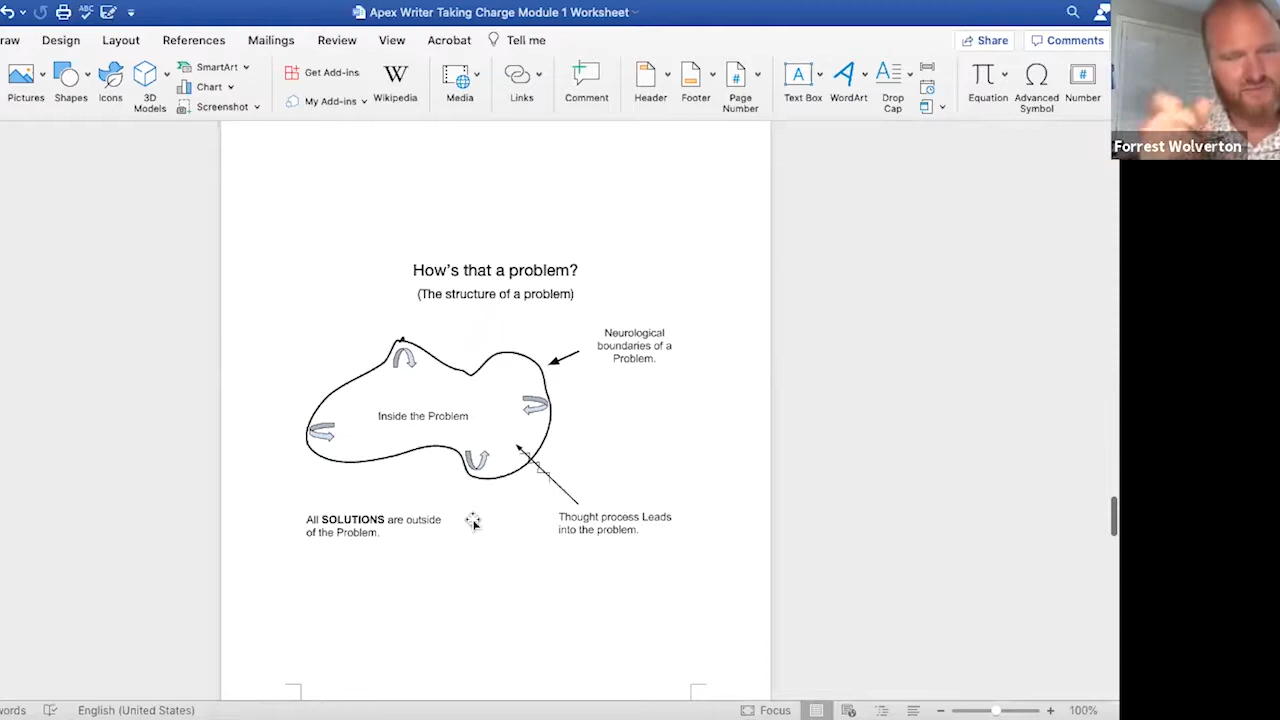 Apex Writer Taking Charge Module 1 Worksheet
raw Design Layout References Mailings Review View Acrobat Tell me
Share Comments
Pictures
Shapes
Icons
3D
Models
SmartArt
Chart
Screenshot
Get Add-ins
My Add-ins
W
Wikipedia
Media
Links
Comment
Header
Footer
#
Page
Number
A
Text Box
WordArt
Drop
Cap
π
Equation
Ω
Advanced
Symbol
#
Number
Forrest Wolverton
How's that a problem?
(The structure of a problem)
Neurological
boundaries of a
Problem.
Inside the Problem
All SOLUTIONS are outside
of the Problem.
Thought process Leads
into the problem.
words English (United States) Focus 100%